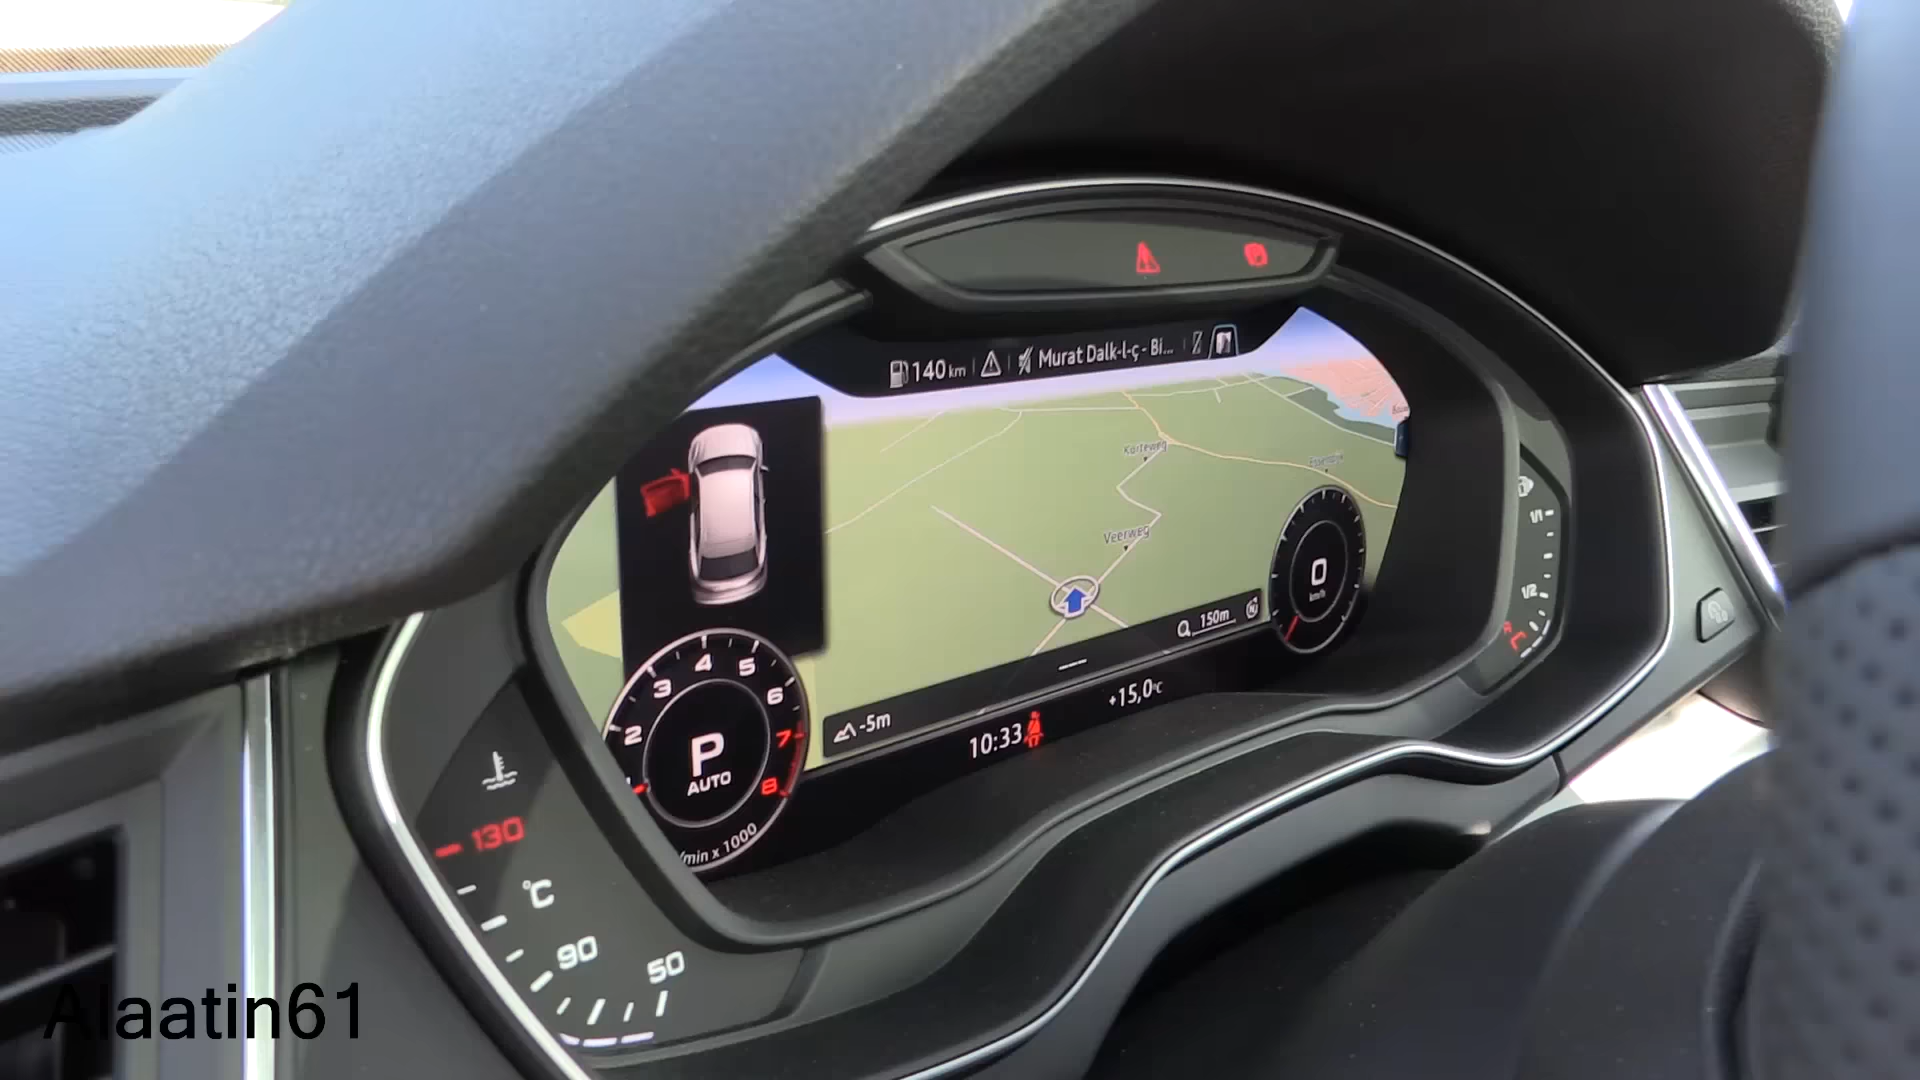 140 km
Murat Dalk-l-ç - Bi...
Korteweg
Veerweg
150m
N
0
km/h
1/1
1/2
4
3
5
2
6
7
8
1
P
AUTO
/min x 1000
-5m
10:33
+15,0°C
130
°C
90
50
Alaatin61